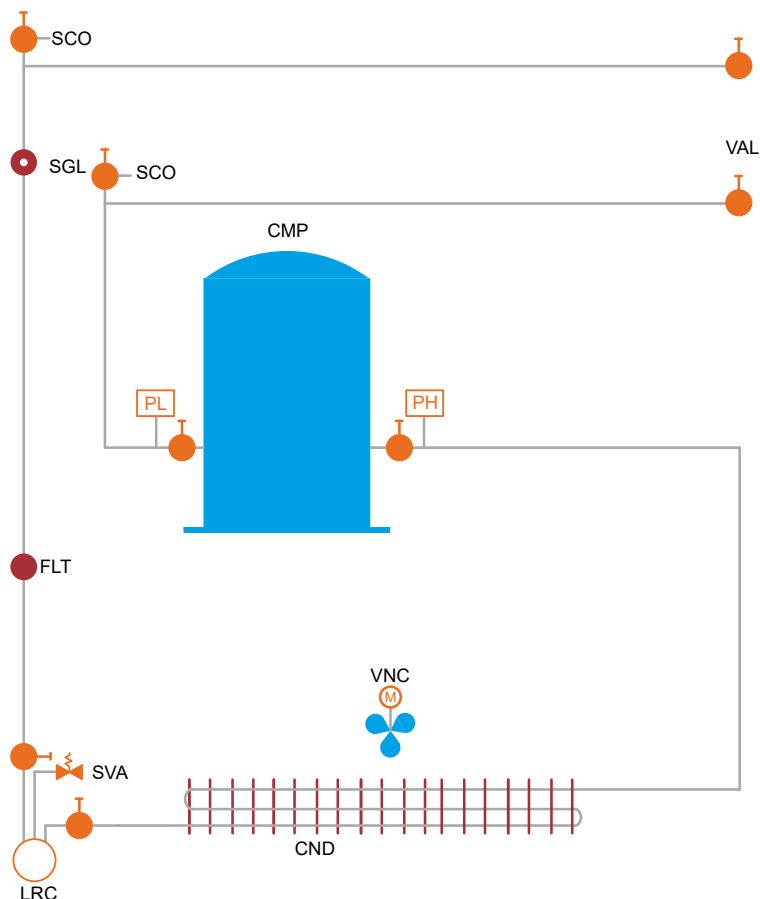 SCO
VAL
SGL
SCO
CMP
PL
PH
FLT
VNC
M
SVA
CND
LRC